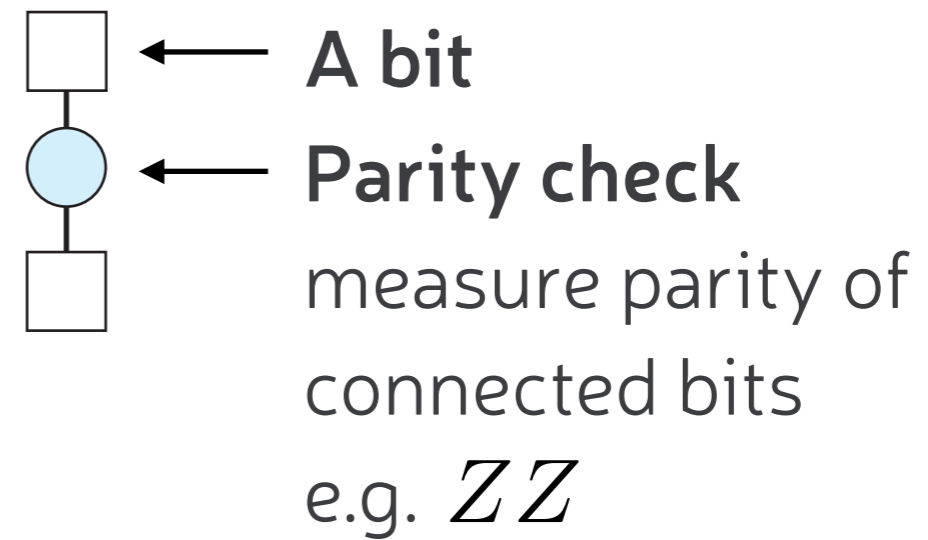 A bit
Parity check
measure parity of
connected bits
e.g. ZZ